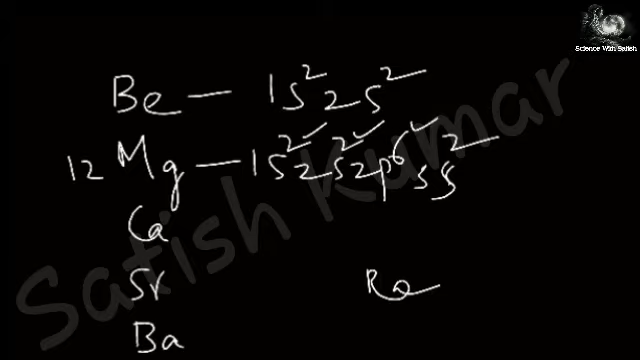 Science With Satish
Be — 1s²2s²
12 Mg — 1s²2s²2p⁶3s²
Ca
Sr Ra
Ba
Satish Kumar